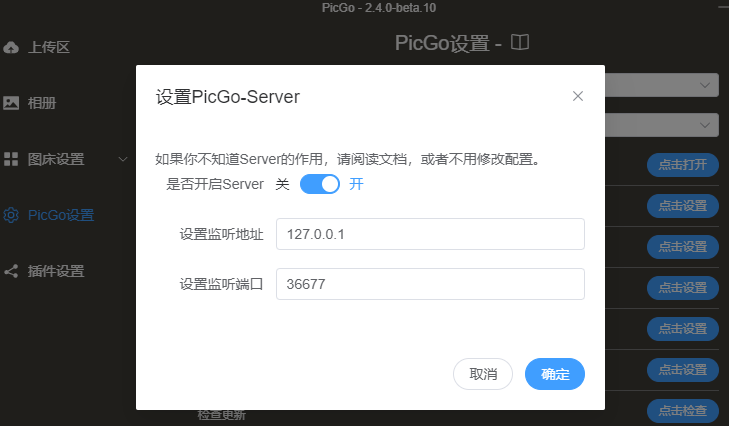 PicGo - 2.4.0-beta.10
上传区
相册
图床设置
PicGo设置
插件设置
PicGo设置 -
设置PicGo-Server
如果你不知道Server的作用，请阅读文档，或者不用修改配置。
是否开启Server 关 开
设置监听地址 127.0.0.1
设置监听端口 36677
取消 确定
点击打开
点击设置
点击设置
点击设置
点击设置
点击设置
检查更新 点击检查